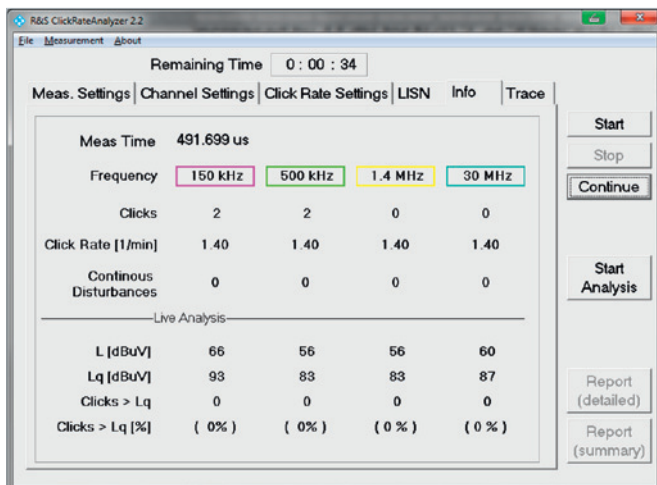 R&S ClickRateAnalyzer 2.2
File Measurement About
Remaining Time 0 : 00 : 34
Meas. Settings Channel Settings Click Rate Settings LISN Info Trace
Start
Meas Time 491.699 us
Stop
Frequency 150 kHz 500 kHz 1.4 MHz 30 MHz
Continue
Clicks 2 2 0 0
Click Rate [1/min] 1.40 1.40 1.40 1.40
Continous
Disturbances 0 0 0 0
Start
Analysis
Live Analysis
L [dBuV] 66 56 56 60
Lq [dBuV] 93 83 83 87
Report
(detailed)
Clicks > Lq 0 0 0 0
Clicks > Lq [%] ( 0% ) ( 0% ) ( 0 % ) ( 0 % )
Report
(summary)